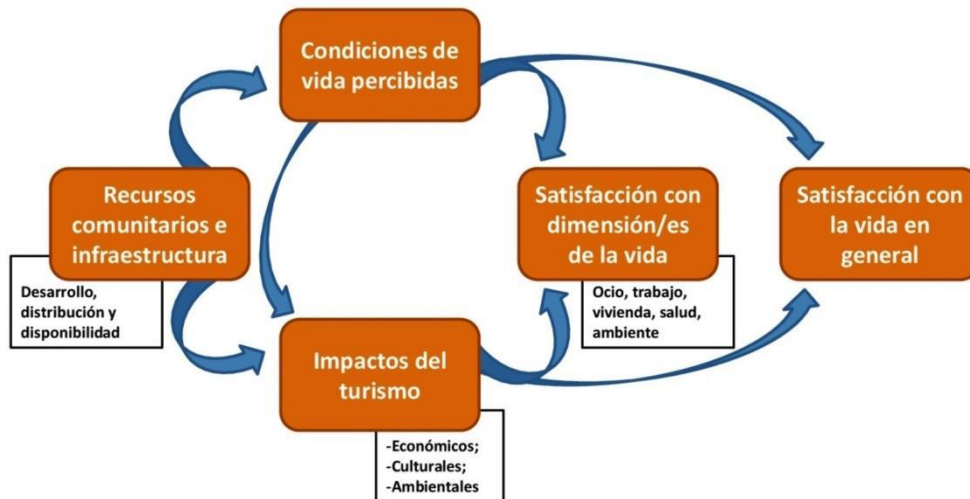 Condiciones de
vida percibidas
Recursos
comunitarios e
infraestructura
Desarrollo,
distribución y
disponibilidad
Satisfacción con
dimensión/es
de la vida
Ocio, trabajo,
vivienda, salud,
ambiente
Satisfacción con
la vida en
general
Impactos del
turismo
-Económicos;
-Culturales;
-Ambientales